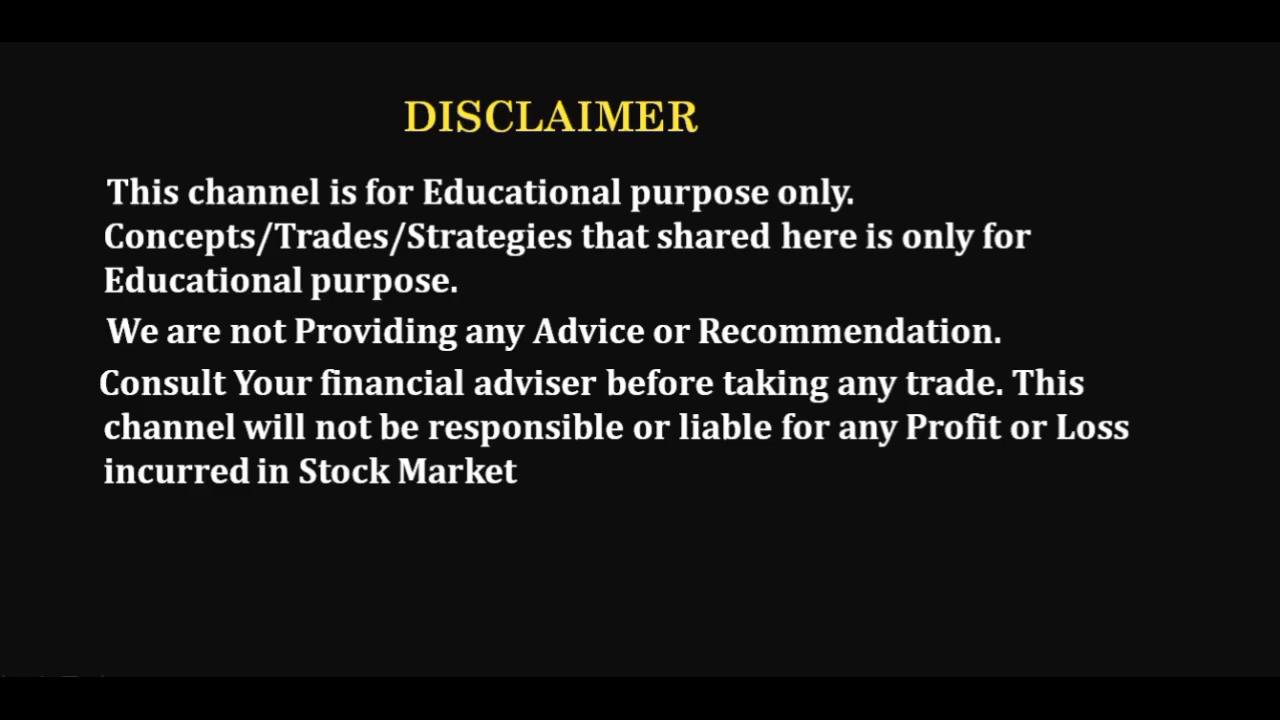 DISCLAIMER
This channel is for Educational purpose only.
Concepts/Trades/Strategies that shared here is only for
Educational purpose.
We are not Providing any Advice or Recommendation.
Consult Your financial adviser before taking any trade. This
channel will not be responsible or liable for any Profit or Loss
incurred in Stock Market